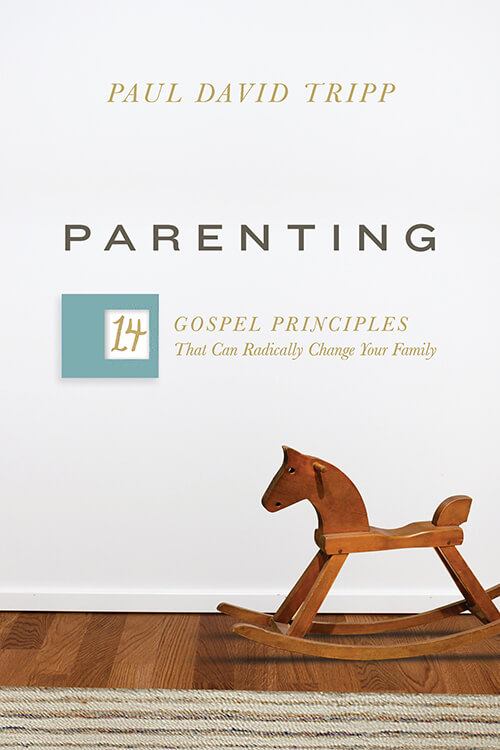 PAUL DAVID TRIPP
PARENTING
14
GOSPEL PRINCIPLES
That Can Radically Change Your Family